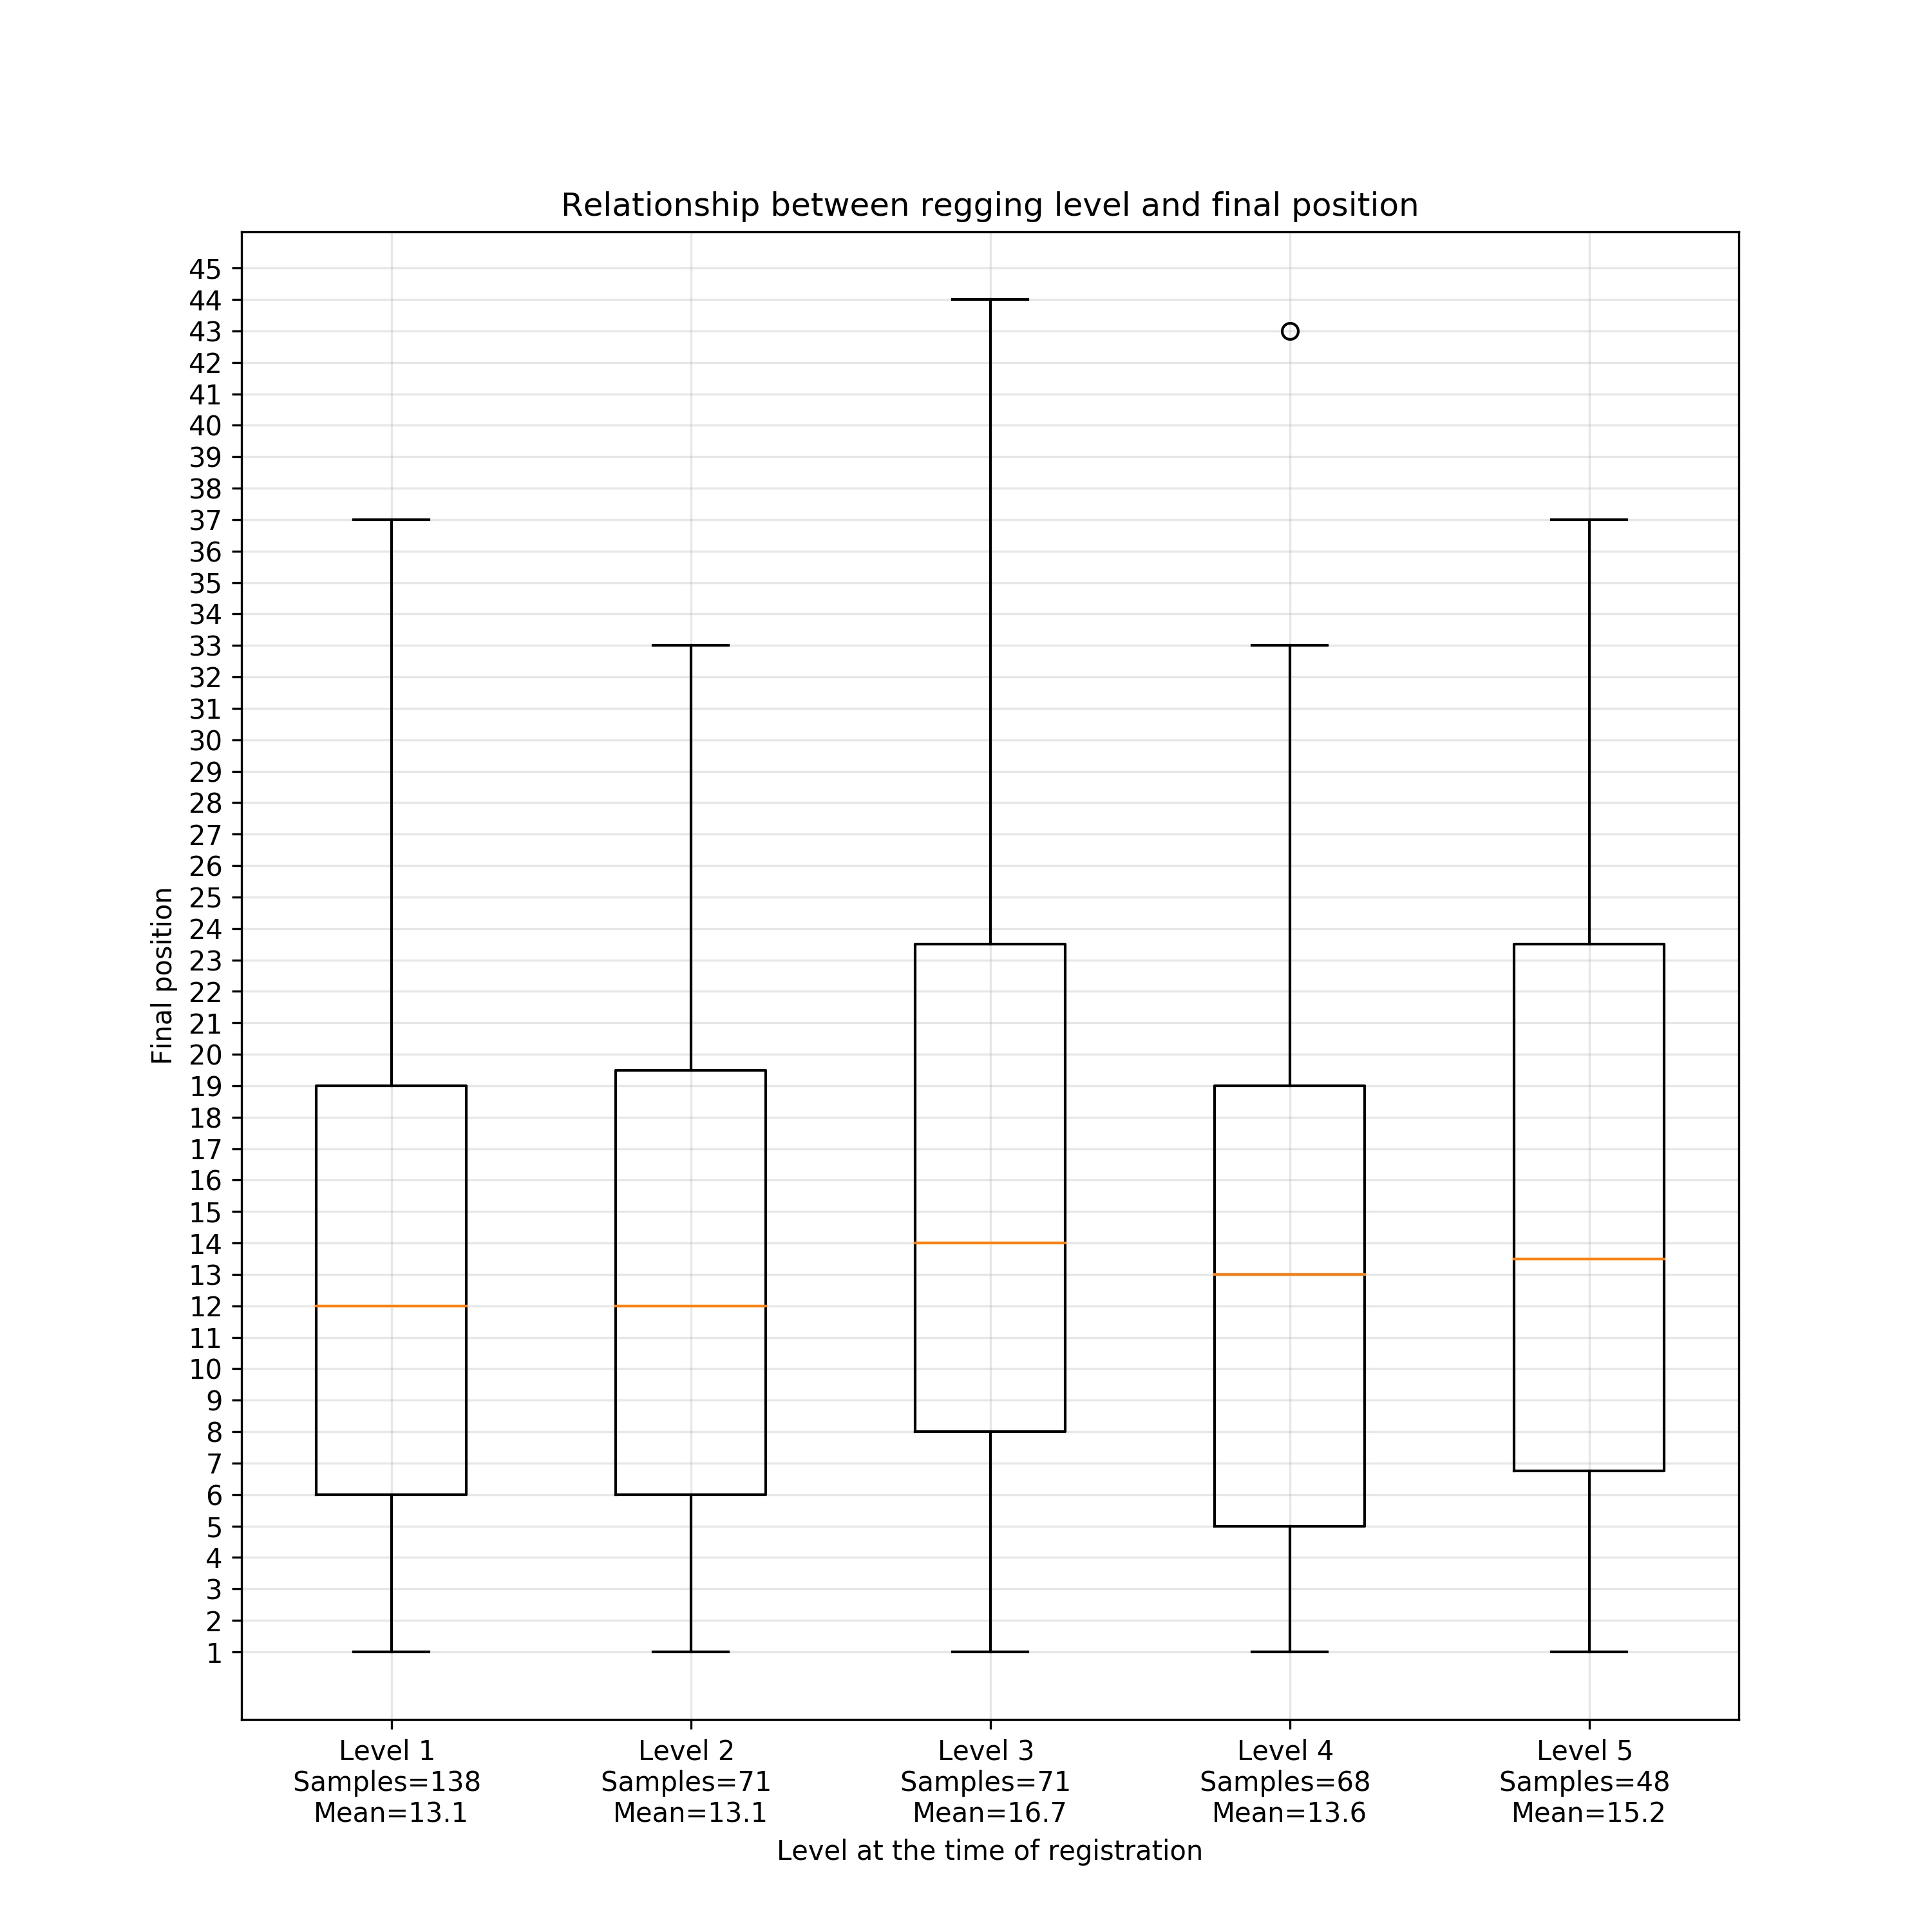 Relationship between regging level and final position
45
44
43
42
41
40
39
38
37
36
35
34
33
32
31
30
29
28
27
26
25
24
23
22
21
20
19
18
17
16
15
14
13
12
11
10
9
8
7
6
5
4
3
2
1
Final position
Level 1
Samples=138
Mean=13.1
Level 2
Samples=71
Mean=13.1
Level 3
Samples=71
Mean=16.7
Level 4
Samples=68
Mean=13.6
Level 5
Samples=48
Mean=15.2
Level at the time of registration